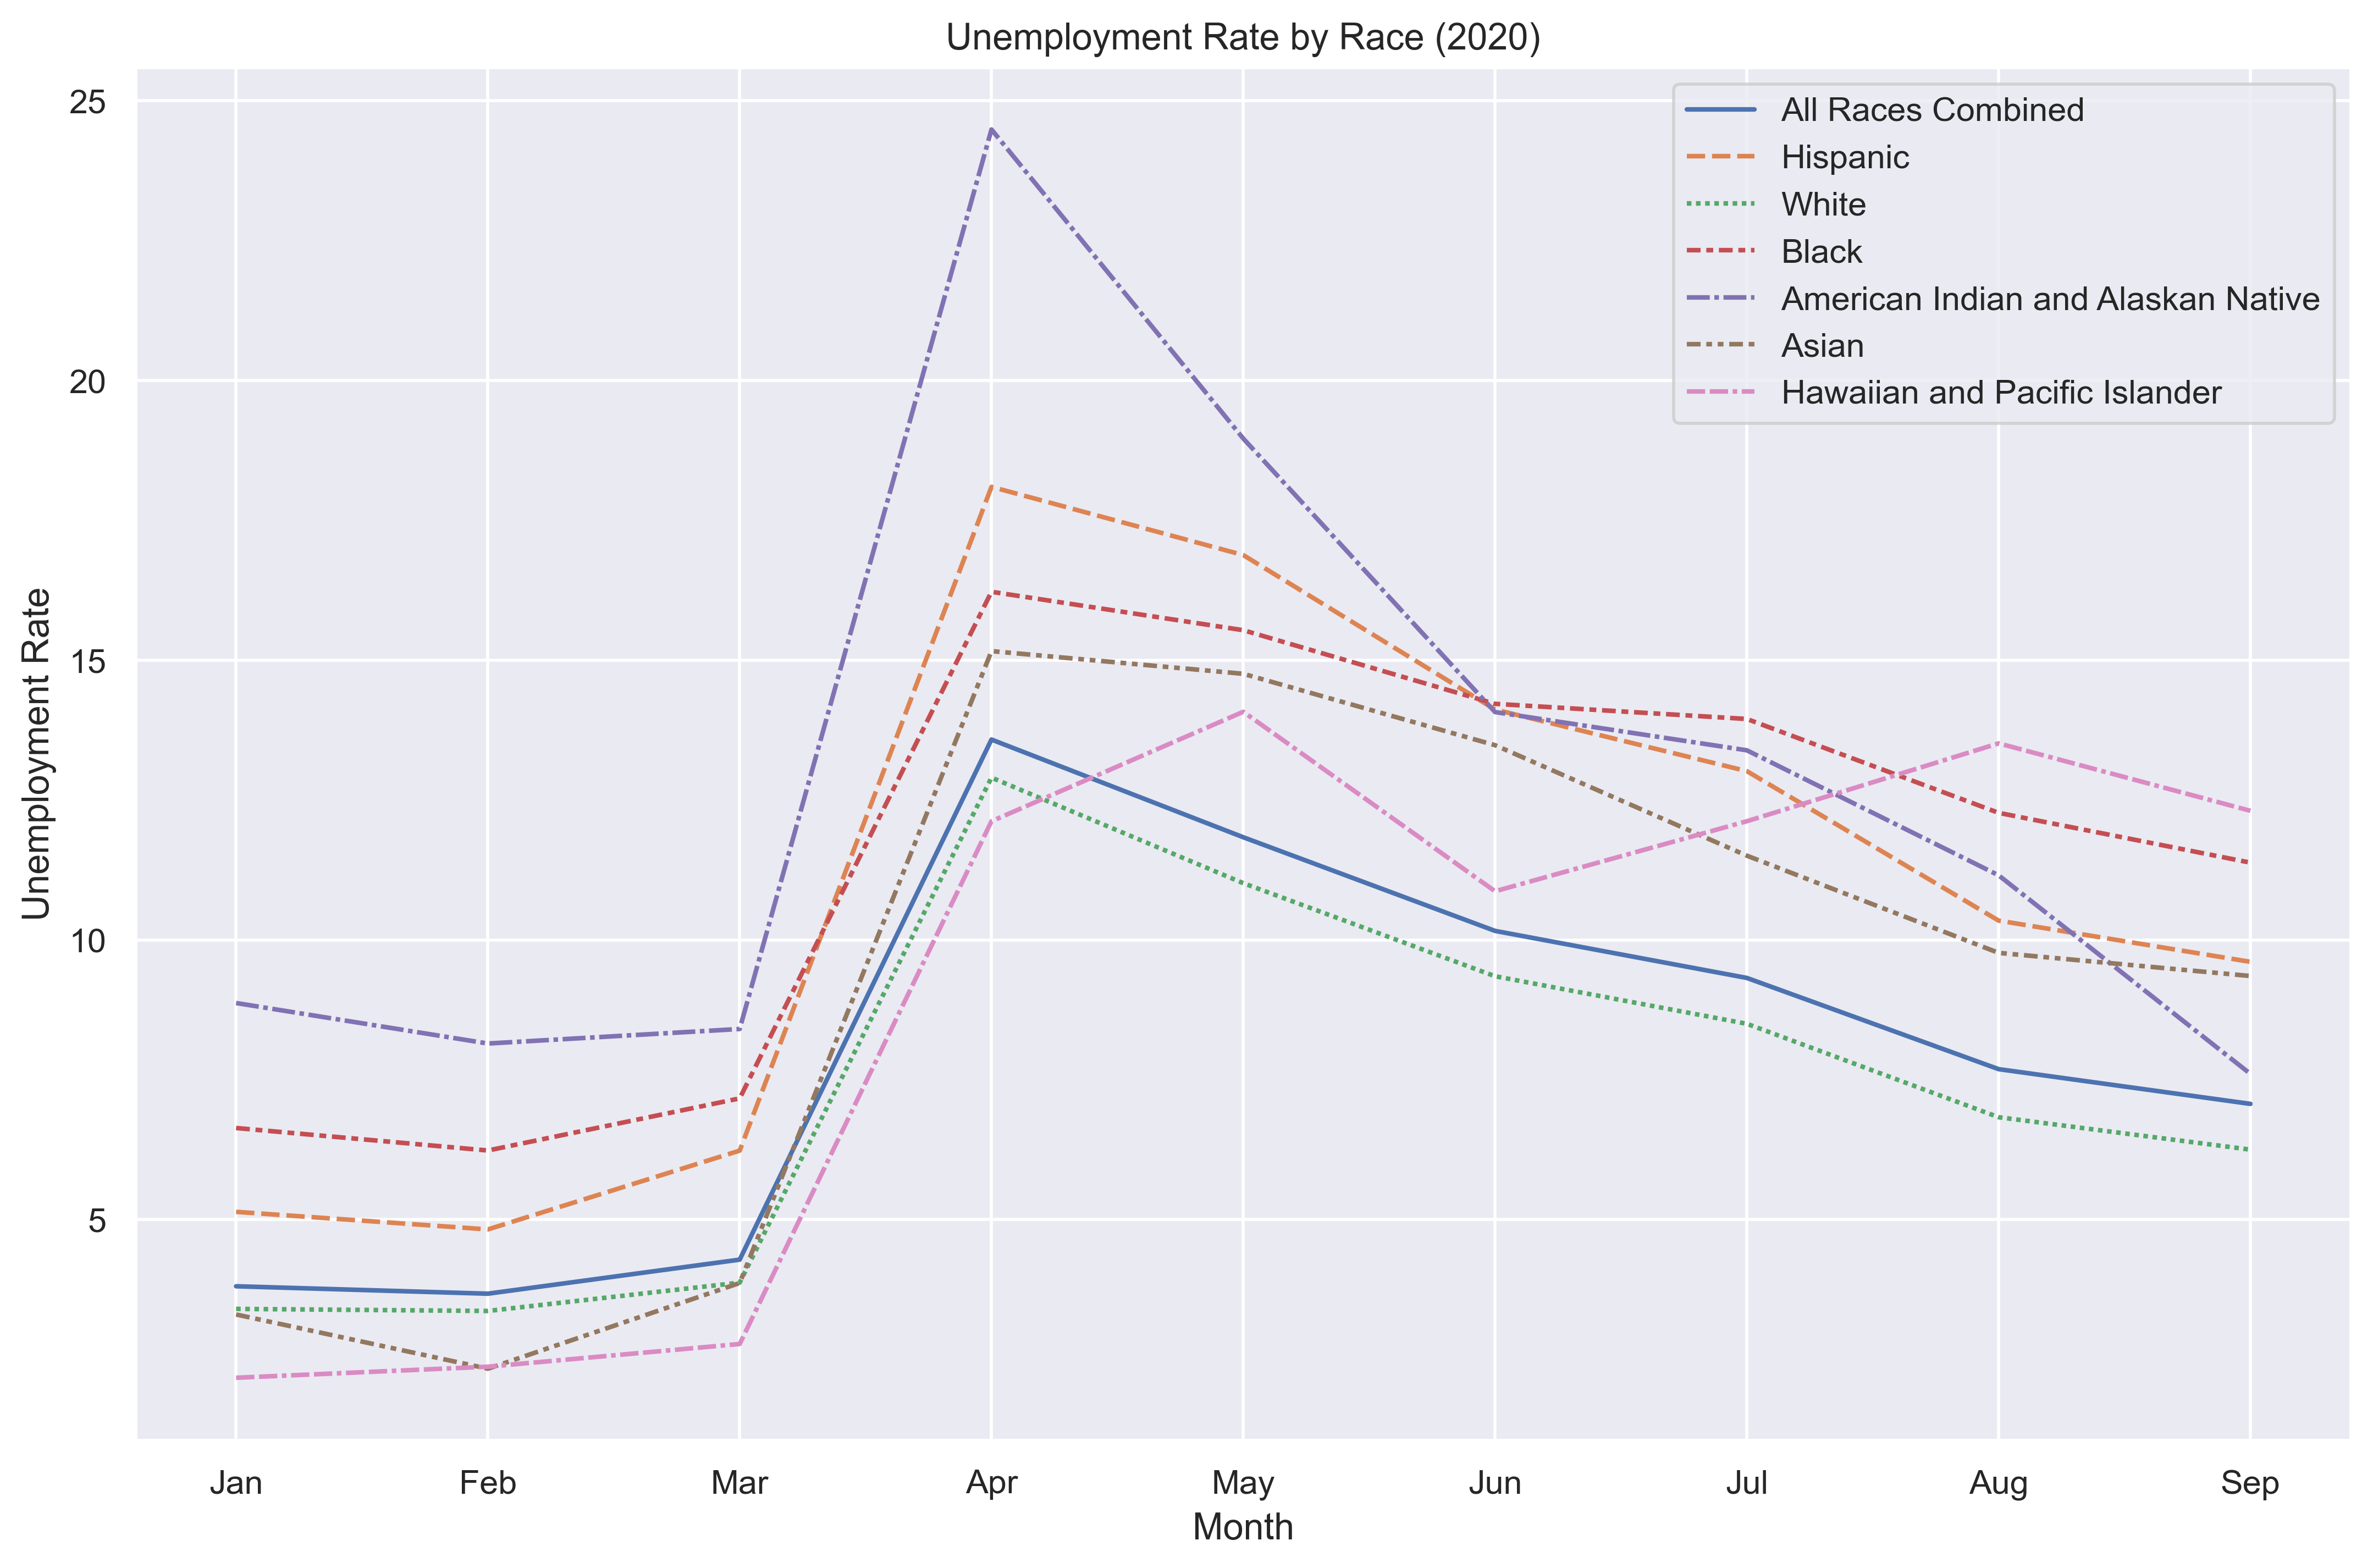 Unemployment Rate by Race (2020)
25
20
15
10
5
Unemployment Rate
All Races Combined
Hispanic
White
Black
American Indian and Alaskan Native
Asian
Hawaiian and Pacific Islander
Jan Feb Mar Apr May Jun Jul Aug Sep
Month